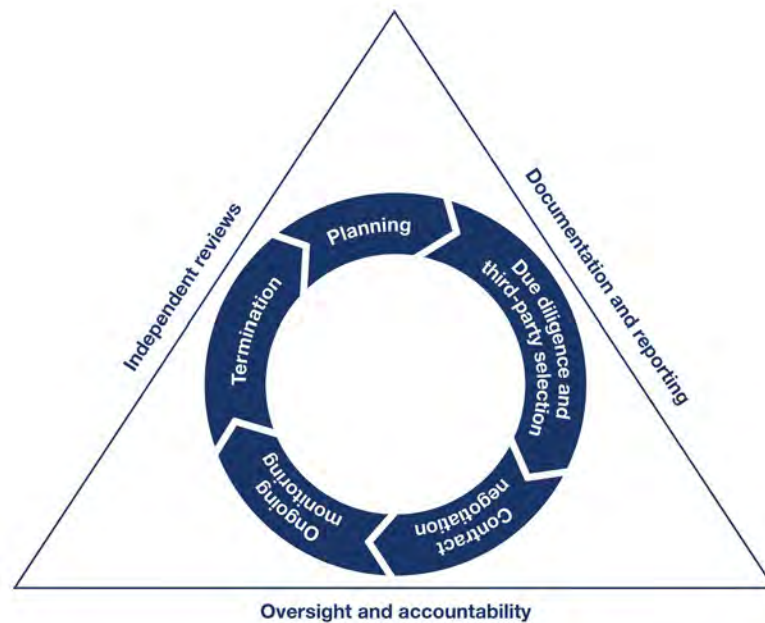 Independent reviews
Documentation and reporting
Planning
Due diligence and
third-party selection
Contract
negotiation
Ongoing
monitoring
Termination
Oversight and accountability